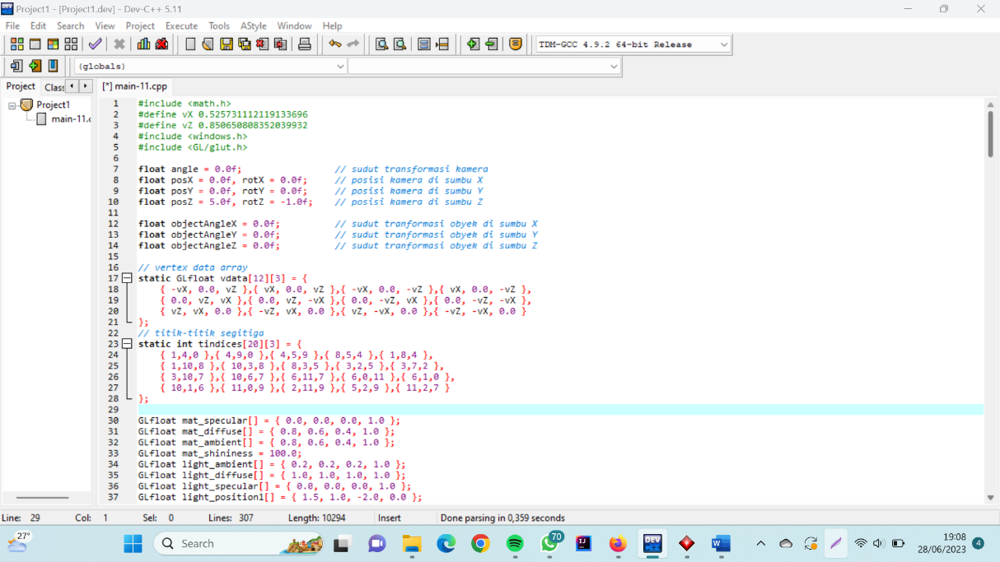 Project1 - [Project1.dev] - Dev-C++ 5.11
File Edit Search View Project Execute Tools AStyle Window Help
TDM-GCC 4.9.2 64-bit Release
(globals)
Project Class [*] main-11.cpp
Project1
main-11.c
1 #include <math.h>
2 #define vX 0.525731112119133696
3 #define vZ 0.850650808352039932
4 #include <windows.h>
5 #include <GL/glut.h>
6
7 float angle = 0.0f; // sudut transformasi kamera
8 float posX = 0.0f, rotX = 0.0f; // posisi kamera di sumbu X
9 float posY = 0.0f, rotY = 0.0f; // posisi kamera di sumbu Y
10 float posZ = 5.0f, rotZ = -1.0f; // posisi kamera di sumbu Z
11
12 float objectAngleX = 0.0f; // sudut tranformasi obyek di sumbu X
13 float objectAngleY = 0.0f; // sudut tranformasi obyek di sumbu Y
14 float objectAngleZ = 0.0f; // sudut tranformasi obyek di sumbu Z
15
16 // vertex data array
17 static GLfloat vdata[12][3] = {
18 { -vX, 0.0, vZ },{ vX, 0.0, vZ },{ -vX, 0.0, -vZ },{ vX, 0.0, -vZ },
19 { 0.0, vZ, vX },{ 0.0, vZ, -vX },{ 0.0, -vZ, vX },{ 0.0, -vZ, -vX },
20 { vZ, vX, 0.0 },{ -vZ, vX, 0.0 },{ vZ, -vX, 0.0 },{ -vZ, -vX, 0.0 }
21 };
22 // titik-titik segitiga
23 static int tindices[20][3] = {
24 { 1,4,0 },{ 4,9,0 },{ 4,5,9 },{ 8,5,4 },{ 1,8,4 },
25 { 1,10,8 },{ 10,3,8 },{ 8,3,5 },{ 3,2,5 },{ 3,7,2 },
26 { 3,10,7 },{ 10,6,7 },{ 6,11,7 },{ 6,0,11 },{ 6,1,0 },
27 { 10,1,6 },{ 11,0,9 },{ 2,11,9 },{ 5,2,9 },{ 11,2,7 }
28 };
29
30 GLfloat mat_specular[] = { 0.0, 0.0, 0.0, 1.0 };
31 GLfloat mat_diffuse[] = { 0.8, 0.6, 0.4, 1.0 };
32 GLfloat mat_ambient[] = { 0.8, 0.6, 0.4, 1.0 };
33 GLfloat mat_shininess = 100.0;
34 GLfloat light_ambient[] = { 0.2, 0.2, 0.2, 1.0 };
35 GLfloat light_diffuse[] = { 1.0, 1.0, 1.0, 1.0 };
36 GLfloat light_specular[] = { 0.0, 0.0, 0.0, 1.0 };
37 GLfloat light_position1[] = { 1.5, 1.0, -2.0, 0.0 };
Line: 29 Col: 1 Sel: 0 Lines: 307 Length: 10294 Insert Done parsing in 0,359 seconds
27° Search 70 IJ DEV W 19:08
28/06/2023 4